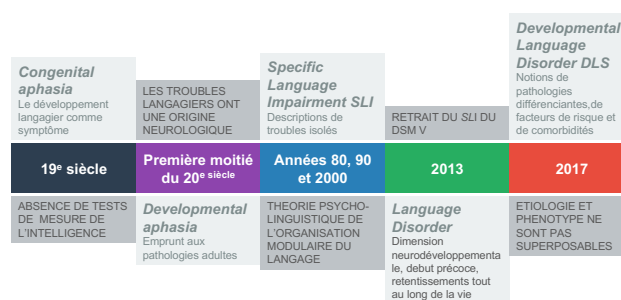 Congenital
aphasia
Le développement
langagier comme
symptôme
19e siècle
ABSENCE DE TESTS
DE MESURE DE
L'INTELLIGENCE
LES TROUBLES
LANGAGIERS ONT
UNE ORIGINE
NEUROLOGIQUE
Première moitié
du 20e siècle
Developmental
aphasia
Emprunt aux
pathologies adultes
Specific
Language
Impairment SLI
Descriptions de
troubles isolés
Années 80, 90
et 2000
THEORIE PSYCHO-
LINGUISTIQUE DE
L'ORGANISATION
MODULAIRE DU
LANGAGE
RETRAIT DU SLI DU
DSM V
2013
Language
Disorder
Dimension
neurodéveloppementa
le, debut précoce,
retentissements tout
au long de la vie
Developmental
Language
Disorder DLS
Notions de
pathologies
différenciantes,de
facteurs de risque et
de comorbidités
2017
ETIOLOGIE ET
PHENOTYPE NE
SONT PAS
SUPERPOSABLES